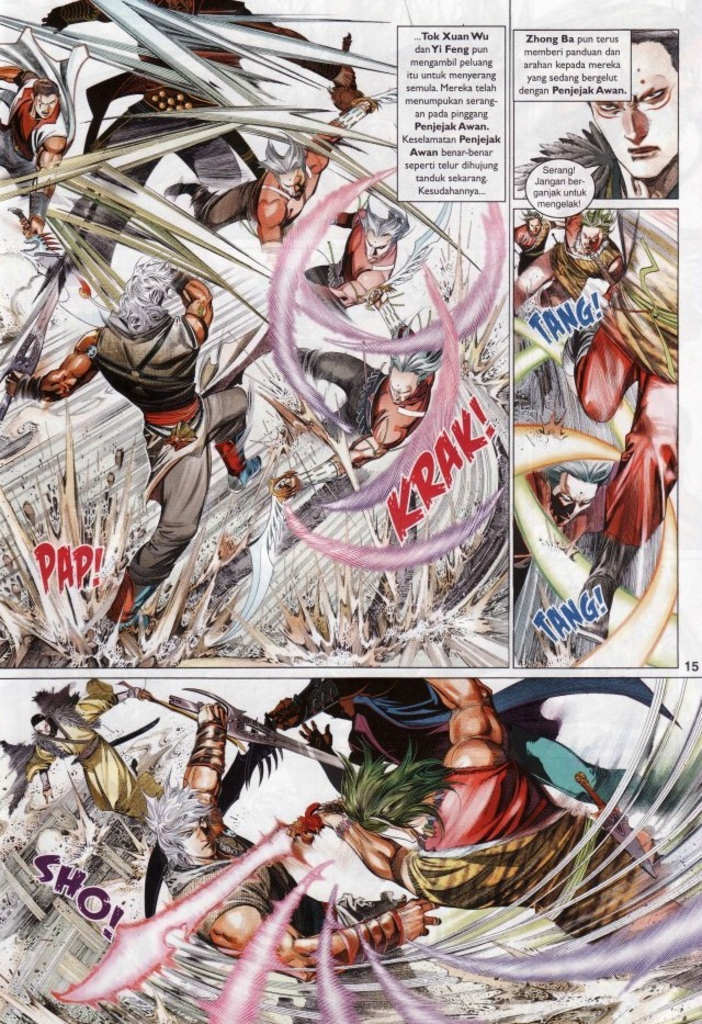 ...Tok Xuan Wu
dan Yi Feng pun
mengambil peluang
itu untuk menyerang
semula. Mereka telah
menumpukan serang-
an pada pinggang
Penjejak Awan.
Keselamatan Penjejak
Awan benar-benar
seperti telur dihujung
tanduk sekarang.
Kesudahannya...
Zhong Ba pun terus
memberi panduan dan
arahan kepada mereka
yang sedang bergelut
dengan Penjejak Awan.
Serang!
Jangan ber-
ganjak untuk
mengelak!
TANG!
KRAK!
PAP!
TANG!
15
SHO!